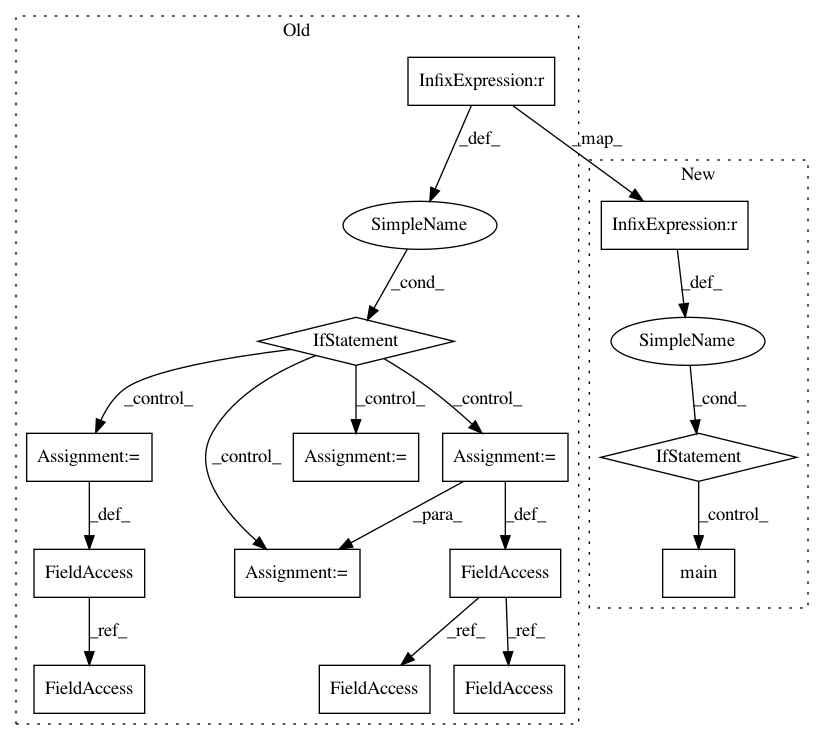 Old
InfixExpression:r
_def_
_map_
New
SimpleName
InfixExpression:r
_cond_
_def_
IfStatement
SimpleName
_control_
_control_
_control_
_control_
_cond_
Assignment:=
Assignment:=
Assignment:=
IfStatement
_def_
_para_
_def_
_control_
FieldAccess
Assignment:=
FieldAccess
main
_ref_
_ref_
_ref_
FieldAccess
FieldAccess
FieldAccess